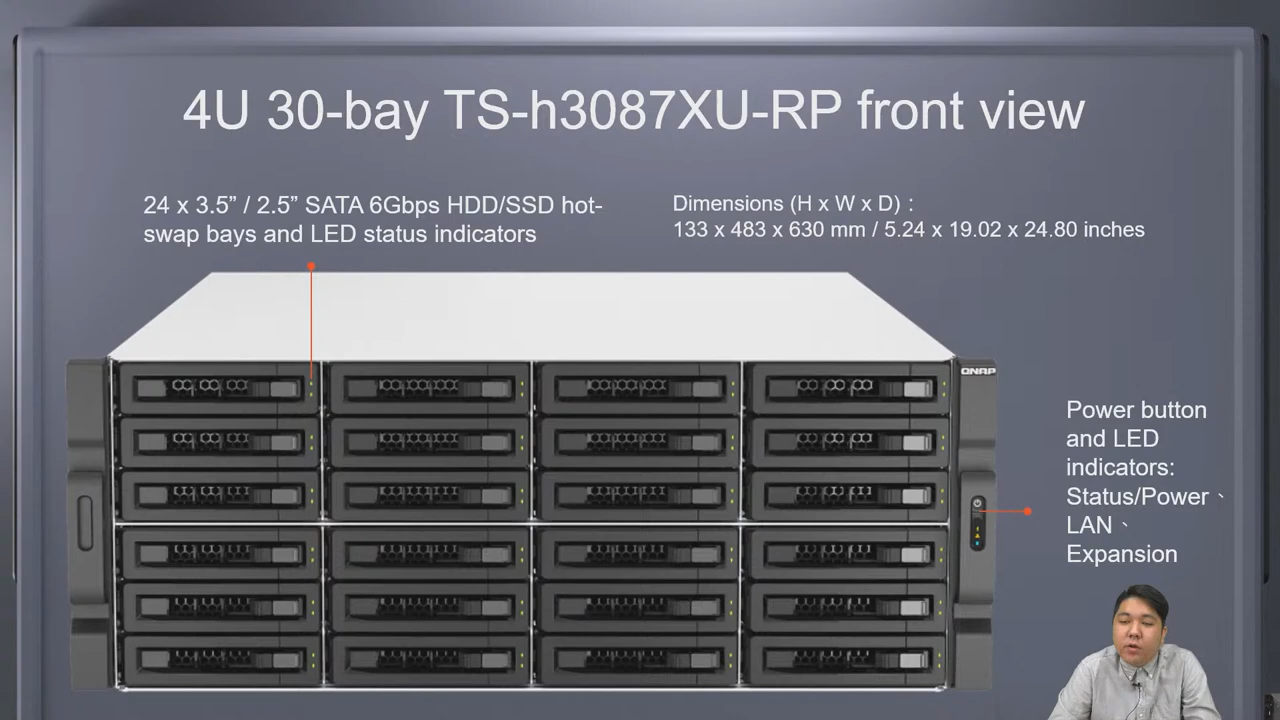 4U 30-bay TS-h3087XU-RP front view
24 x 3.5” / 2.5” SATA 6Gbps HDD/SSD hot-
swap bays and LED status indicators
Dimensions (H x W x D)：
133 x 483 x 630 mm / 5.24 x 19.02 x 24.80 inches
QNAP
Power button
and LED
indicators:
Status/Power、
LAN、
Expansion